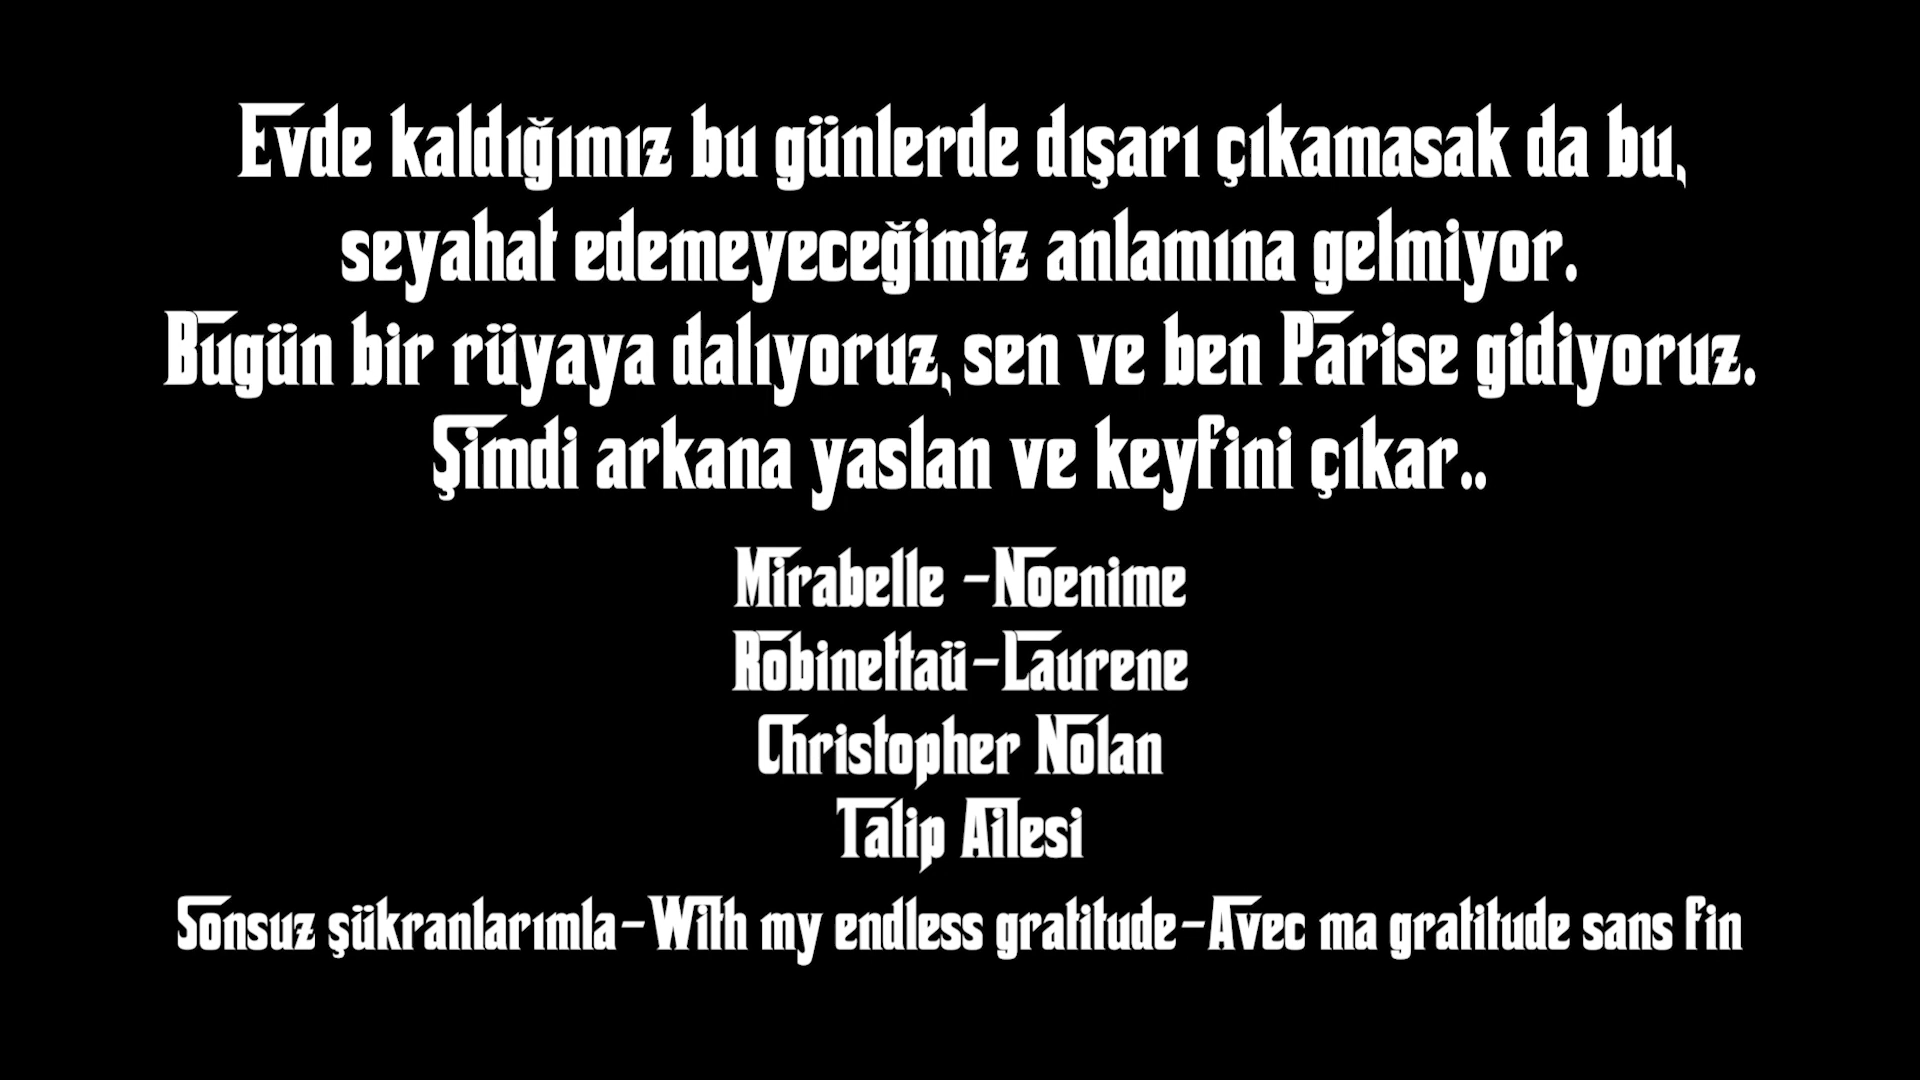 Evde kaldığımız bu günlerde dışarı çıkamasak da bu,
seyahat edemeyeceğimiz anlamına gelmiyor.
Bugün bir rüyaya dalıyoruz, sen ve ben Parise gidiyoruz.
Şimdi arkana yaslan ve keyfini çıkar..
Mirabelle -Noenime
Robinettaü-Laurene
Christopher Nolan
Talip Ailesi
Sonsuz şükranlarımla-With my endless gratitude-Avec ma gratitude sans fin